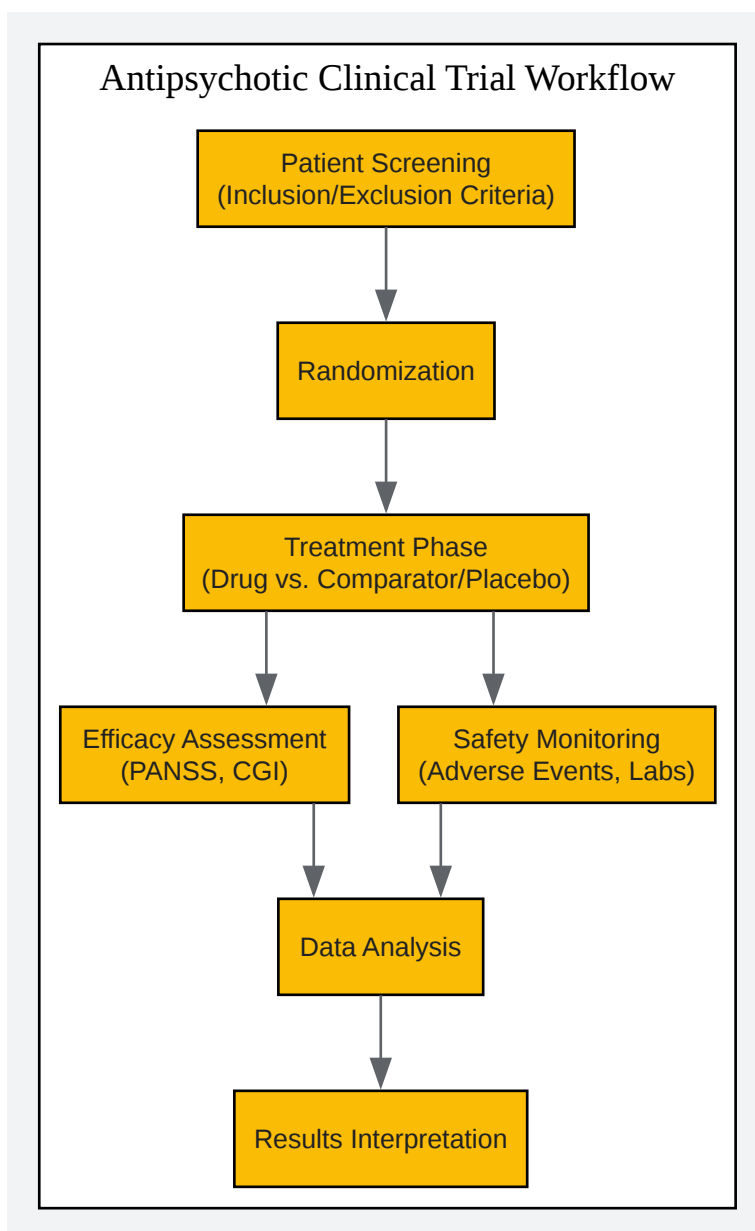 Antipsychotic Clinical Trial Workflow
Patient Screening
(Inclusion/Exclusion Criteria)
Randomization
Treatment Phase
(Drug vs. Comparator/Placebo)
Efficacy Assessment
(PANSS, CGI)
Safety Monitoring
(Adverse Events, Labs)
Data Analysis
Results Interpretation